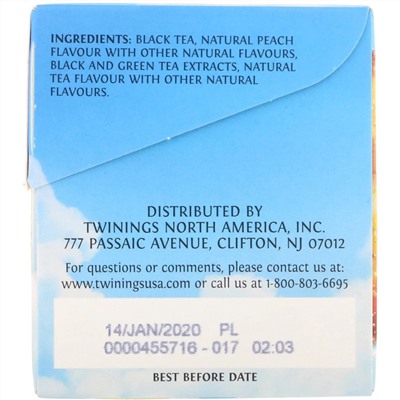 INGREDIENTS: BLACK TEA, NATURAL PEACH
FLAVOUR WITH OTHER NATURAL FLAVOURS,
BLACK AND GREEN TEA EXTRACTS, NATURAL
TEA FLAVOUR WITH OTHER NATURAL
FLAVOURS.
DISTRIBUTED BY
TWININGS NORTH AMERICA, INC.
777 PASSAIC AVENUE, CLIFTON, NJ 07012
For questions or comments, please contact us at:
www.twiningsusa.com or call us at 1-800-803-6695
14/JAN/2020 PL
0000455716 - 017 02:03
BEST BEFORE DATE